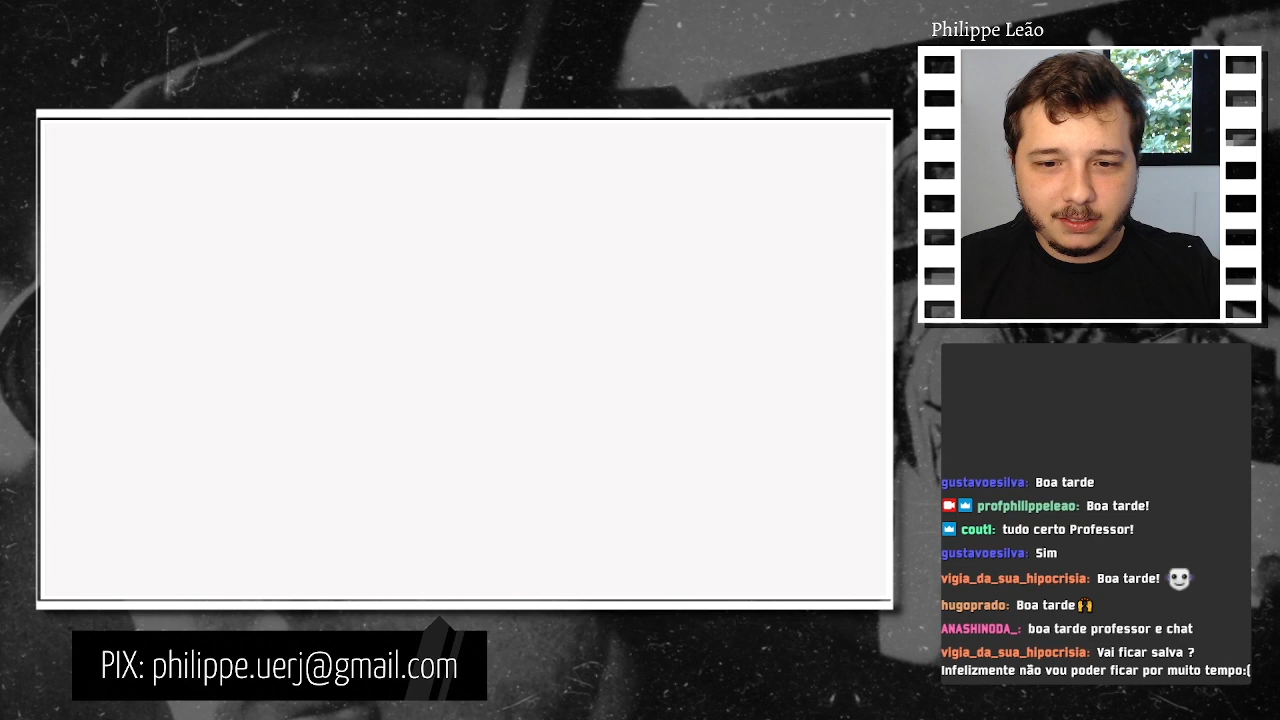 Philippe Leão
gustavoesilva: Boa tarde
profphilippeleao: Boa tarde!
couti: tudo certo Professor!
gustavoesilva: Sim
vigia_da_sua_hipocrisia: Boa tarde!
hugoprado: Boa tarde🙌
ANASHINODA_: boa tarde professor e chat
vigia_da_sua_hipocrisia: Vai ficar salva ?
Infelizmente não vou poder ficar por muito tempo:(
PIX: philippe.uerj@gmail.com